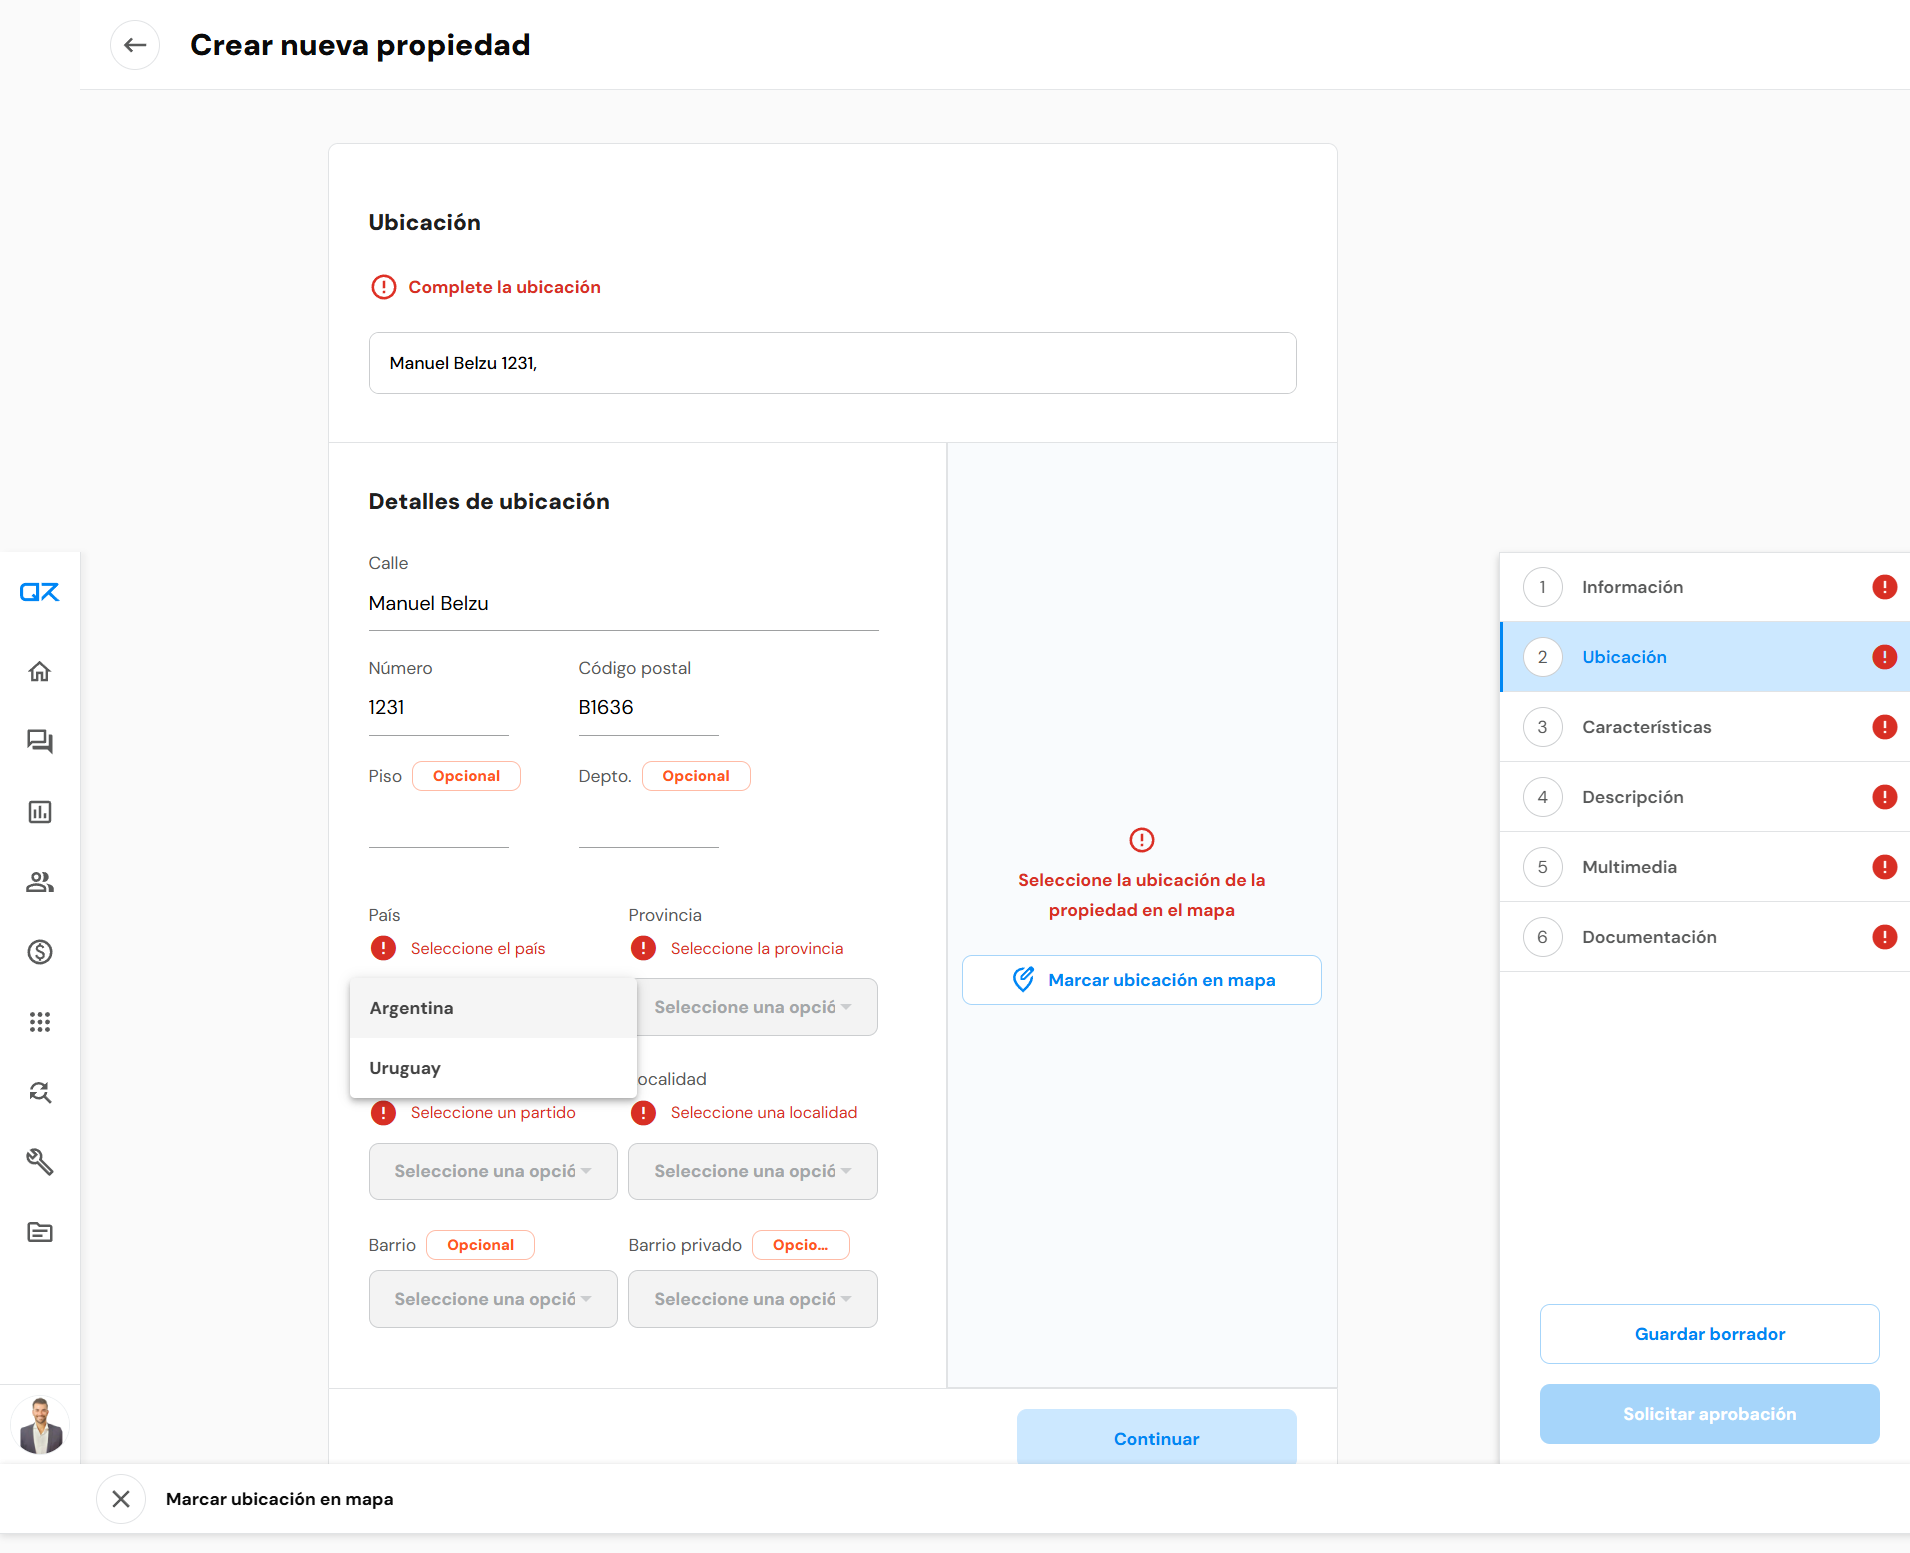 Crear nueva propiedad
Ubicación
Complete la ubicación
Manuel Belzu 1231,
Detalles de ubicación
Calle
Manuel Belzu
Número
Código postal
1231
B1636
Piso
Opcional
Depto.
Opcional
País
Provincia
Seleccione el país
Seleccione la provincia
Argentina
Seleccione una opció
Uruguay
ocalidad
Seleccione un partido
Seleccione una localidad
Seleccione una opció
Seleccione una opció
Barrio
Opcional
Barrio privado
Opcio...
Seleccione una opció
Seleccione una opció
Seleccione la ubicación de la
propiedad en el mapa
Marcar ubicación en mapa
Continuar
1 Información
2 Ubicación
3 Características
4 Descripción
5 Multimedia
6 Documentación
Guardar borrador
Solicitar aprobación
Marcar ubicación en mapa